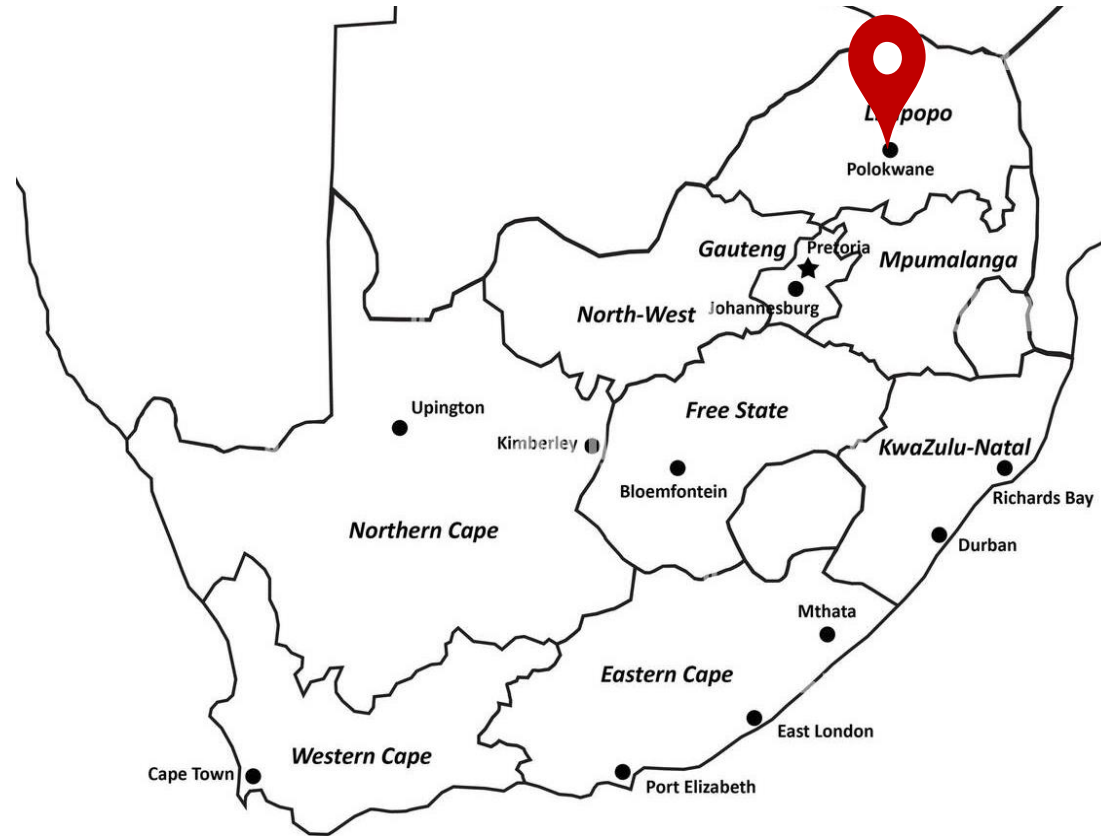 Limpopo
Polokwane
Gauteng
Pretoria
Mpumalanga
North-West
Johannesburg
Upington
Free State
Kimberley
KwaZulu-Natal
Bloemfontein
Richards Bay
Northern Cape
Durban
Mthata
Eastern Cape
East London
Western Cape
Cape Town
Port Elizabeth